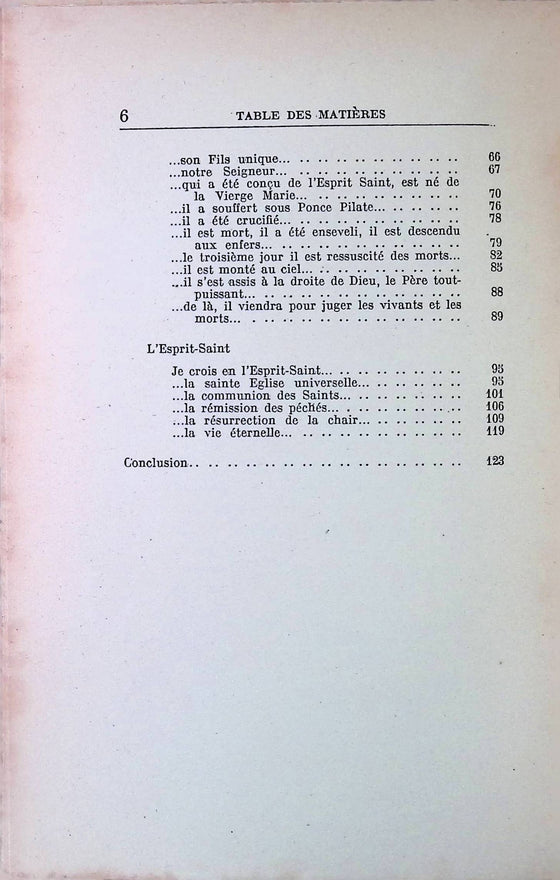 6 TABLE DES MATIÈRES
...son Fils unique... .. .. .. .. .. .. .. .. .. 66
...notre Seigneur... .. .. .. .. .. .. .. .. .. 67
...qui a été conçu de l'Esprit Saint, est né de
la Vierge Marie... .. .. .. .. .. .. .. .. .. 70
...il a souffert sous Ponce Pilate... .. .. .. .. 76
...il a été crucifié... .. .. .. .. .. .. .. .. .. 78
...il est mort, il a été enseveli, il est descendu
aux enfers... .. .. .. .. .. .. .. .. .. .. 79
...le troisième jour il est ressuscité des morts... 82
...il est monté au ciel... .. .. .. .. .. .. .. .. 85
...il s'est assis à la droite de Dieu, le Père tout-
puissant... .. .. .. .. .. .. .. .. .. .. .. 88
...de là, il viendra pour juger les vivants et les
morts... . .. .. .. .. .. .. .. .. .. .. .. 89
L'Esprit-Saint
Je crois en l'Esprit-Saint... .. .. .. .. .. .. .. 95
...la sainte Eglise universelle... .. .. .. .. .. 95
...la communion des Saints... .. .. .. .. .. .. 101
...la rémission des péchés... . .. .. .. .. .. .. 106
...la résurrection de la chair... .. .. .. .. .. 109
...la vie éternelle... .. .. .. .. .. .. .. .. .. 119
Conclusion.. .. .. .. .. .. .. .. .. .. .. .. .. .. .. 123